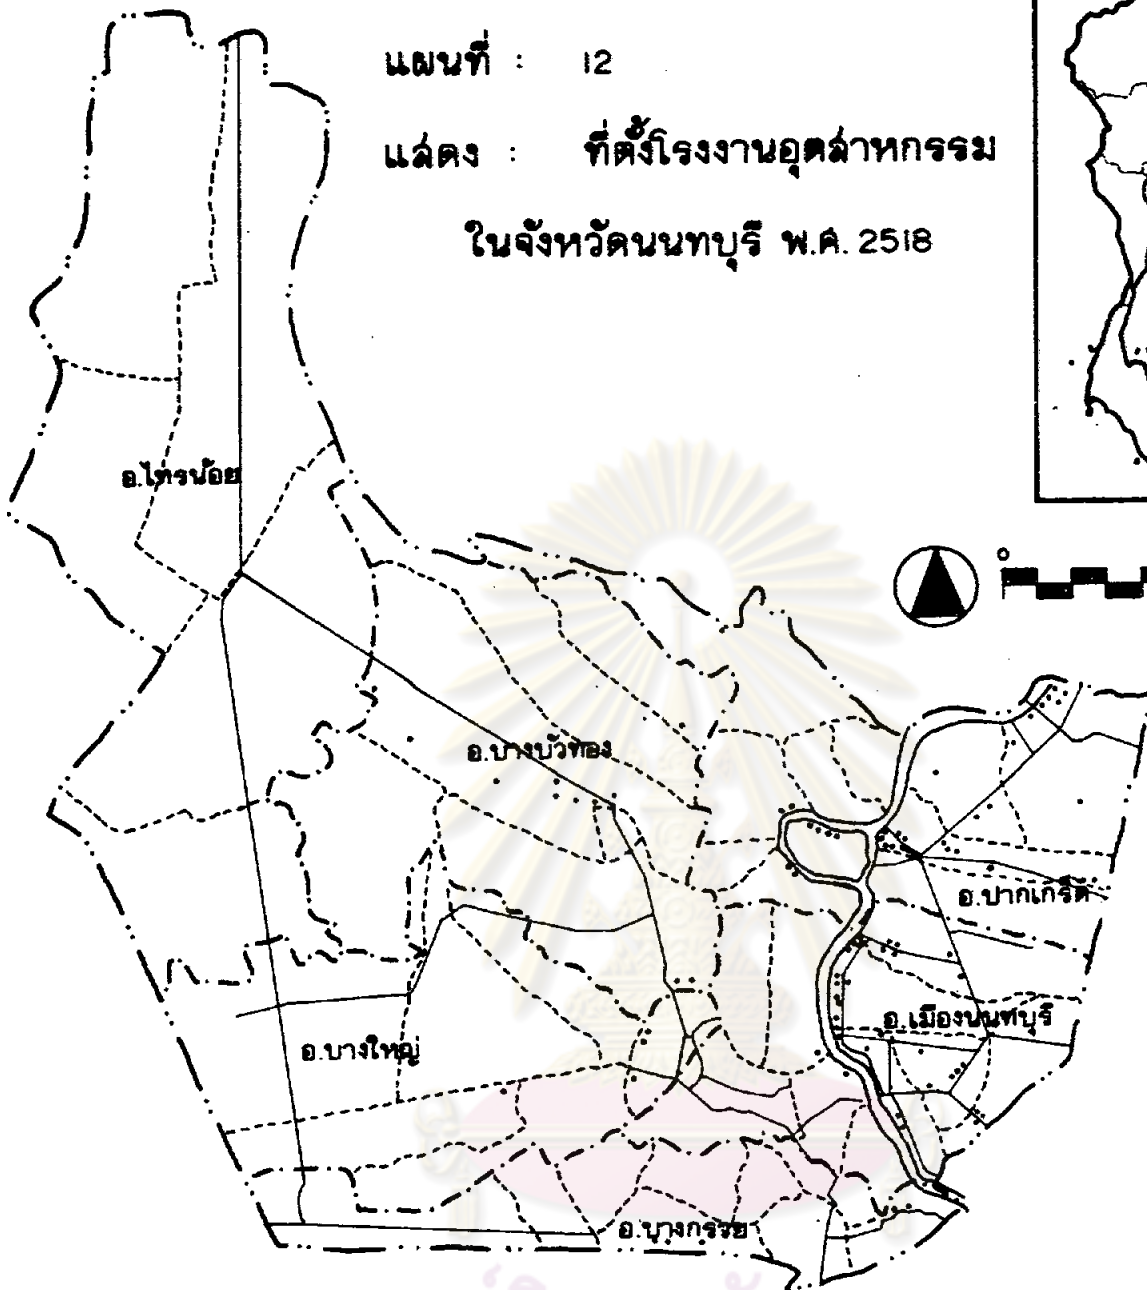 แผนที่ : 12
แสดง : ที่ตั้งโรงงานอุตสาหกรรม
ในจังหวัดนนทบุรี พ.ศ. 2518
อ.ไทรน้อย
0
อ.บางบัวทอง
อ.ปากเกร็ด
อ.เมืองนนทบุรี
อ.บางใหญ่
อ.บางกรวย